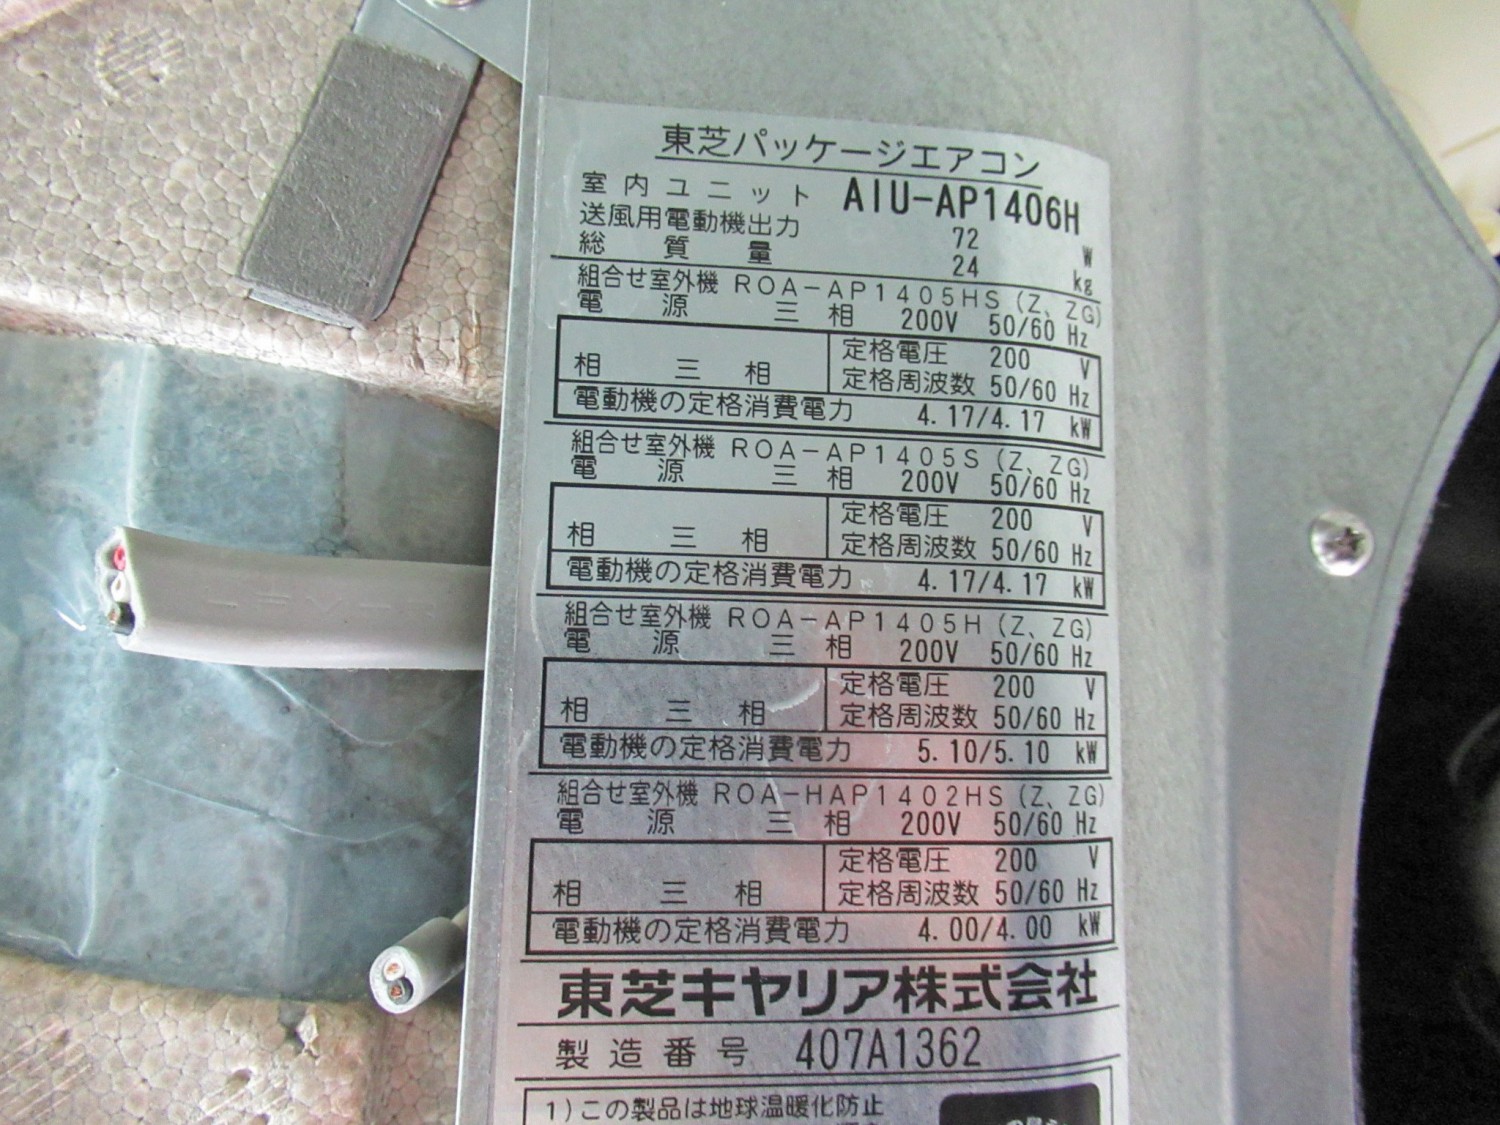 東芝パッケージエアコン
室内ユニット AIU-AP1406H
送風用電動機出力 72 W
総質量 24 kg
組合せ室外機 ROA-AP1405HS(Z、ZG)
電源 三相 200V 50/60 Hz
相 三相 定格電圧 200 V
定格周波数 50/60 Hz
電動機の定格消費電力 4.17/4.17 kW
組合せ室外機 ROA-AP1405S(Z、ZG)
電源 三相 200V 50/60 Hz
相 三相 定格電圧 200 V
定格周波数 50/60 Hz
電動機の定格消費電力 4.17/4.17 kW
組合せ室外機 ROA-AP1405H(Z、ZG)
電源 三相 200V 50/60 Hz
相 三相 定格電圧 200 V
定格周波数 50/60 Hz
電動機の定格消費電力 5.10/5.10 kW
組合せ室外機 ROA-HAP1402HS(Z、ZG)
電源 三相 200V 50/60 Hz
相 三相 定格電圧 200 V
定格周波数 50/60 Hz
電動機の定格消費電力 4.00/4.00 kW
東芝キヤリア株式会社
製造番号 407A1362
1)この製品は地球温暖化防止